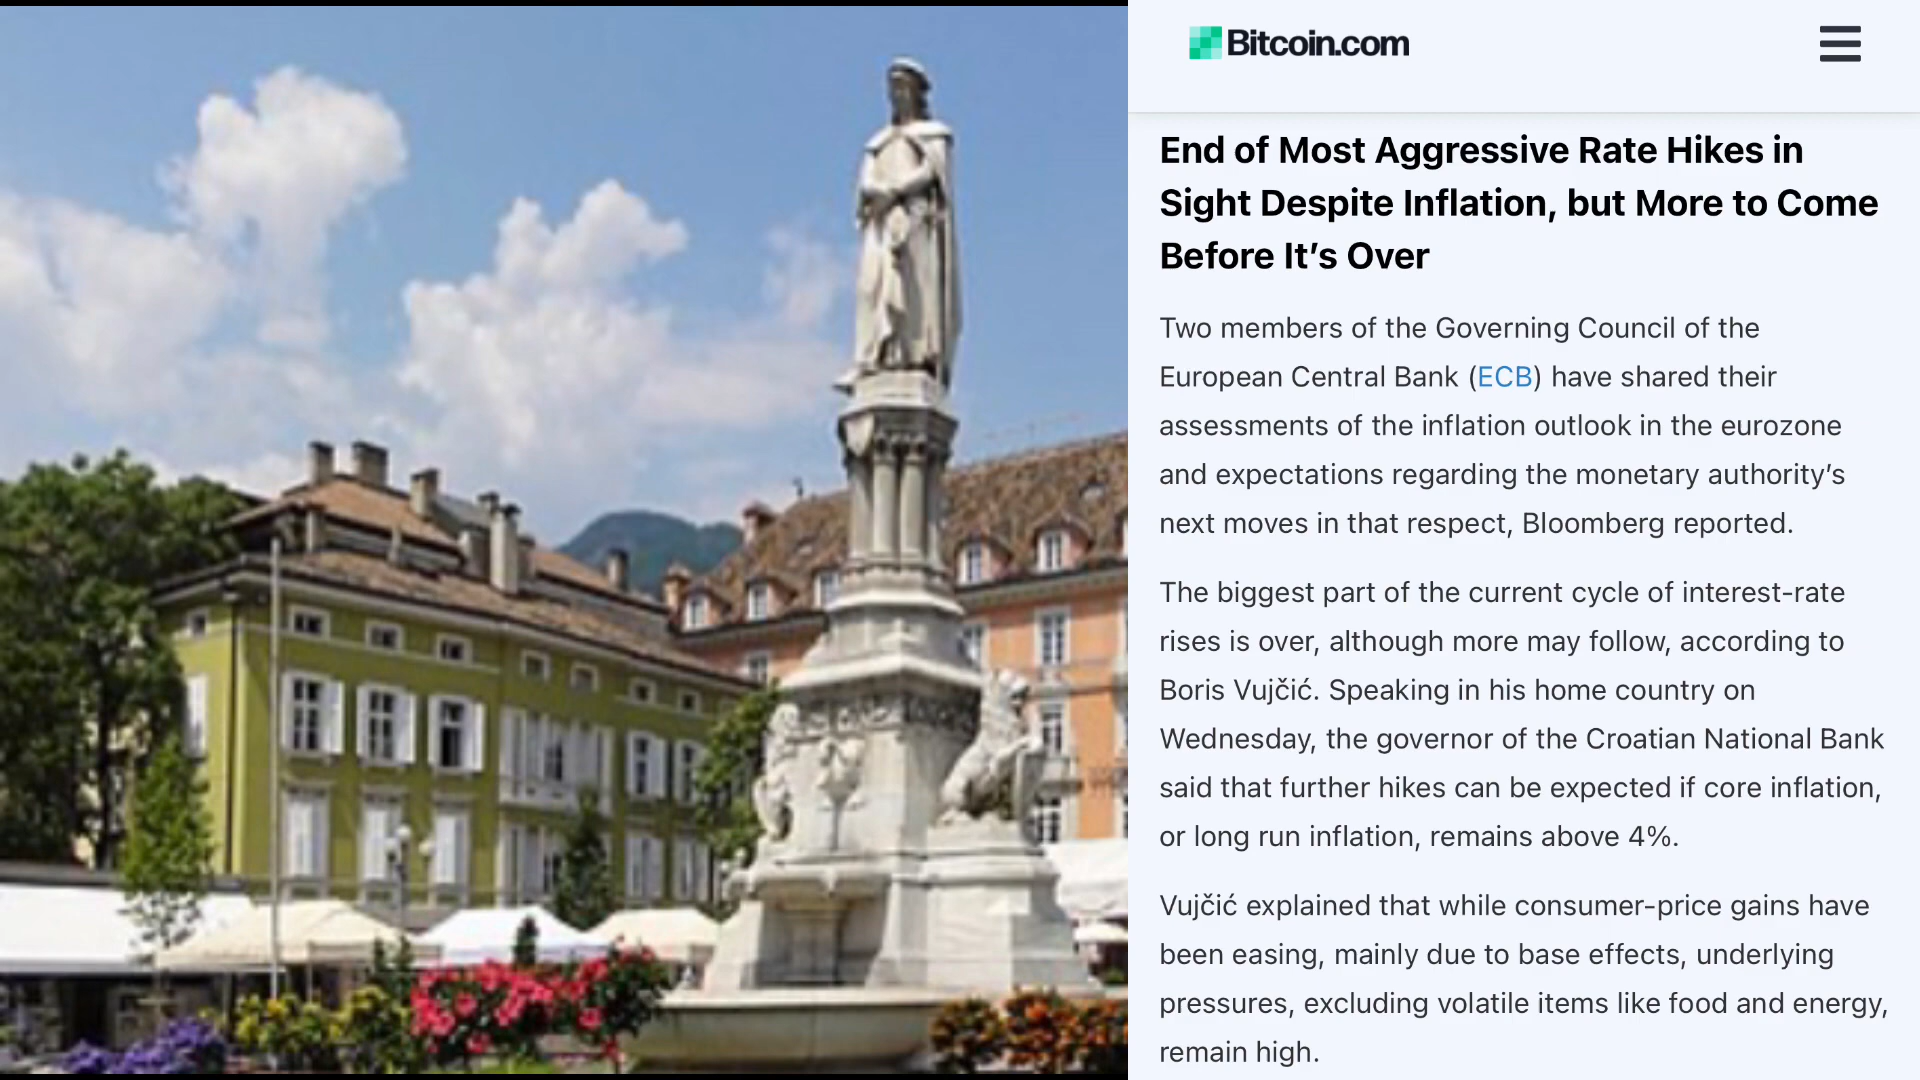 Bitcoin.com
End of Most Aggressive Rate Hikes in
Sight Despite Inflation, but More to Come
Before It’s Over
Two members of the Governing Council of the
European Central Bank (ECB) have shared their
assessments of the inflation outlook in the eurozone
and expectations regarding the monetary authority’s
next moves in that respect, Bloomberg reported.
The biggest part of the current cycle of interest-rate
rises is over, although more may follow, according to
Boris Vujčić. Speaking in his home country on
Wednesday, the governor of the Croatian National Bank
said that further hikes can be expected if core inflation,
or long run inflation, remains above 4%.
Vujčić explained that while consumer-price gains have
been easing, mainly due to base effects, underlying
pressures, excluding volatile items like food and energy,
remain high.